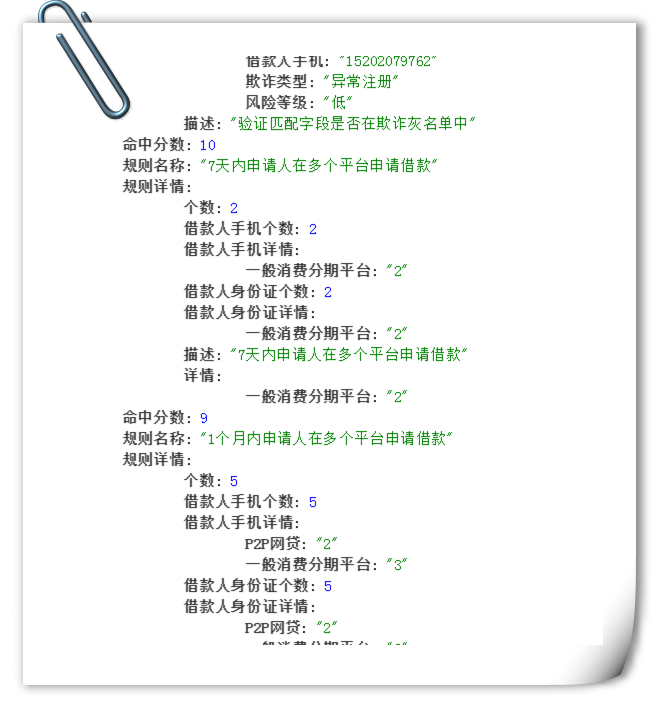 借款人手机: "15202079762"
欺诈类型: "异常注册"
风险等级: "低"
描述: "验证匹配字段是否在欺诈灰名单中"
命中分数: 10
规则名称: "7天内申请人在多个平台申请借款"
规则详情:
个数: 2
借款人手机个数: 2
借款人手机详情:
一般消费分期平台: "2"
借款人身份证个数: 2
借款人身份证详情:
一般消费分期平台: "2"
描述: "7天内申请人在多个平台申请借款"
详情:
一般消费分期平台: "2"
命中分数: 9
规则名称: "1个月内申请人在多个平台申请借款"
规则详情:
个数: 5
借款人手机个数: 5
借款人手机详情:
P2P网贷: "2"
一般消费分期平台: "3"
借款人身份证个数: 5
借款人身份证详情:
P2P网贷: "2"